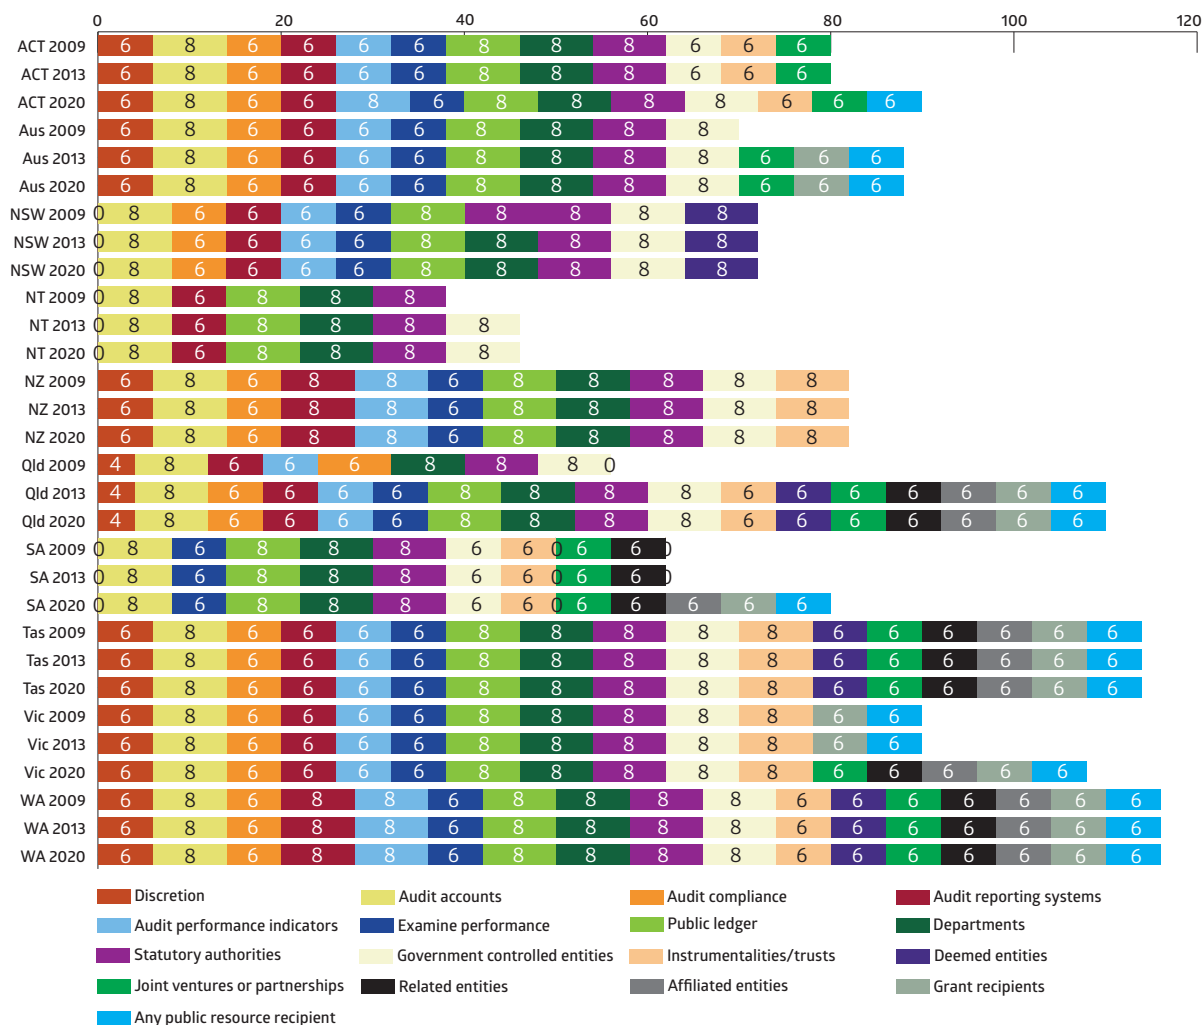 0 20 40 60 80 100 120
ACT 2009 6 8 6 6 6 6 8 8 8 6 6 6
ACT 2013 6 8 6 6 6 6 8 8 8 6 6 6
ACT 2020 6 8 6 6 8 6 8 8 8 8 6 6 6
Aus 2009 6 8 6 6 6 6 8 8 8 8
Aus 2013 6 8 6 6 6 6 8 8 8 8 6 6 6
Aus 2020 6 8 6 6 6 6 8 8 8 8 6 6 6
NSW 2009 0 8 6 6 6 6 8 8 8 8 8
NSW 2013 0 8 6 6 6 6 8 8 8 8 8
NSW 2020 0 8 6 6 6 6 8 8 8 8 8
NT 2009 0 8 6 8 8 8
NT 2013 0 8 6 8 8 8 8
NT 2020 0 8 6 8 8 8 8
NZ 2009 6 8 6 8 8 6 8 8 8 8 8
NZ 2013 6 8 6 8 8 6 8 8 8 8 8
NZ 2020 6 8 6 8 8 6 8 8 8 8 8
Qld 2009 4 8 6 6 6 8 8 8 0
Qld 2013 4 8 6 6 6 6 8 8 8 8 6 6 6 6 6 6 6
Qld 2020 4 8 6 6 6 6 8 8 8 8 6 6 6 6 6 6 6
SA 2009 0 8 6 8 8 8 6 6 0 6 6 0
SA 2013 0 8 6 8 8 8 6 6 0 6 6 0
SA 2020 0 8 6 8 8 8 6 6 0 6 6 6 6 6
Tas 2009 6 8 6 6 6 6 8 8 8 8 8 6 6 6 6 6 6
Tas 2013 6 8 6 6 6 6 8 8 8 8 8 6 6 6 6 6 6
Tas 2020 6 8 6 6 6 6 8 8 8 8 8 6 6 6 6 6 6
Vic 2009 6 8 6 6 6 6 8 8 8 8 8 6 6
Vic 2013 6 8 6 6 6 6 8 8 8 8 8 6 6
Vic 2020 6 8 6 6 6 6 8 8 8 8 8 6 6 6 6 6
WA 2009 6 8 6 8 8 6 8 8 8 8 6 6 6 6 6 6 6
WA 2013 6 8 6 8 8 6 8 8 8 8 6 6 6 6 6 6 6
WA 2020 6 8 6 8 8 6 8 8 8 8 6 6 6 6 6 6 6
Discretion Audit accounts Audit compliance Audit reporting systems
Audit performance indicators Examine performance Public ledger Departments
Statutory authorities Government controlled entities Instrumentalities/trusts Deemed entities
Joint ventures or partnerships Related entities Affiliated entities Grant recipients
Any public resource recipient